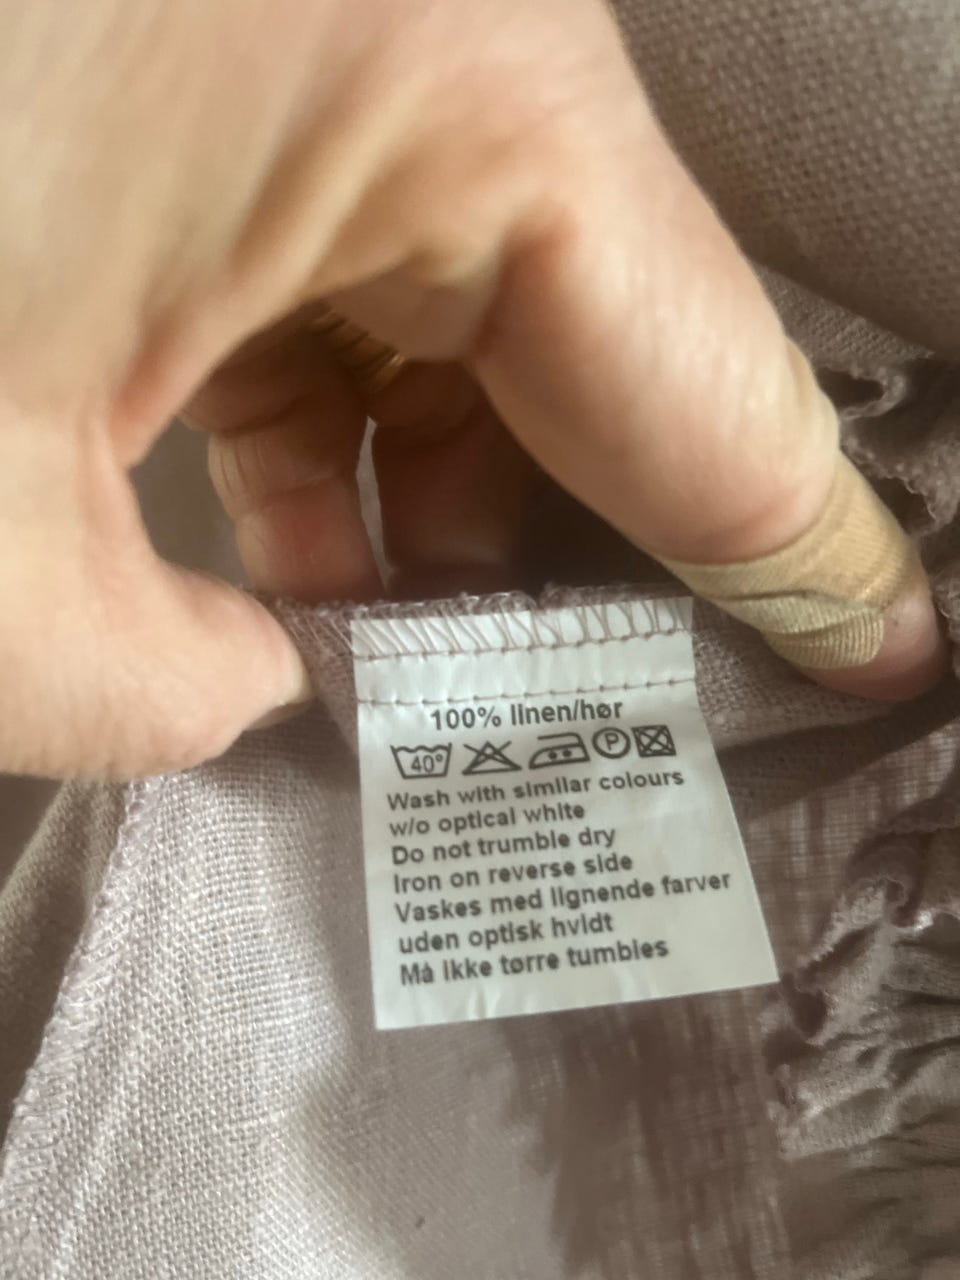 100% linen/hør
40° P
Wash with similar colours
w/o optical white
Do not trumble dry
Iron on reverse side
Vaskes med lignende farver
uden optisk hvidt
Må ikke tørre tumbles